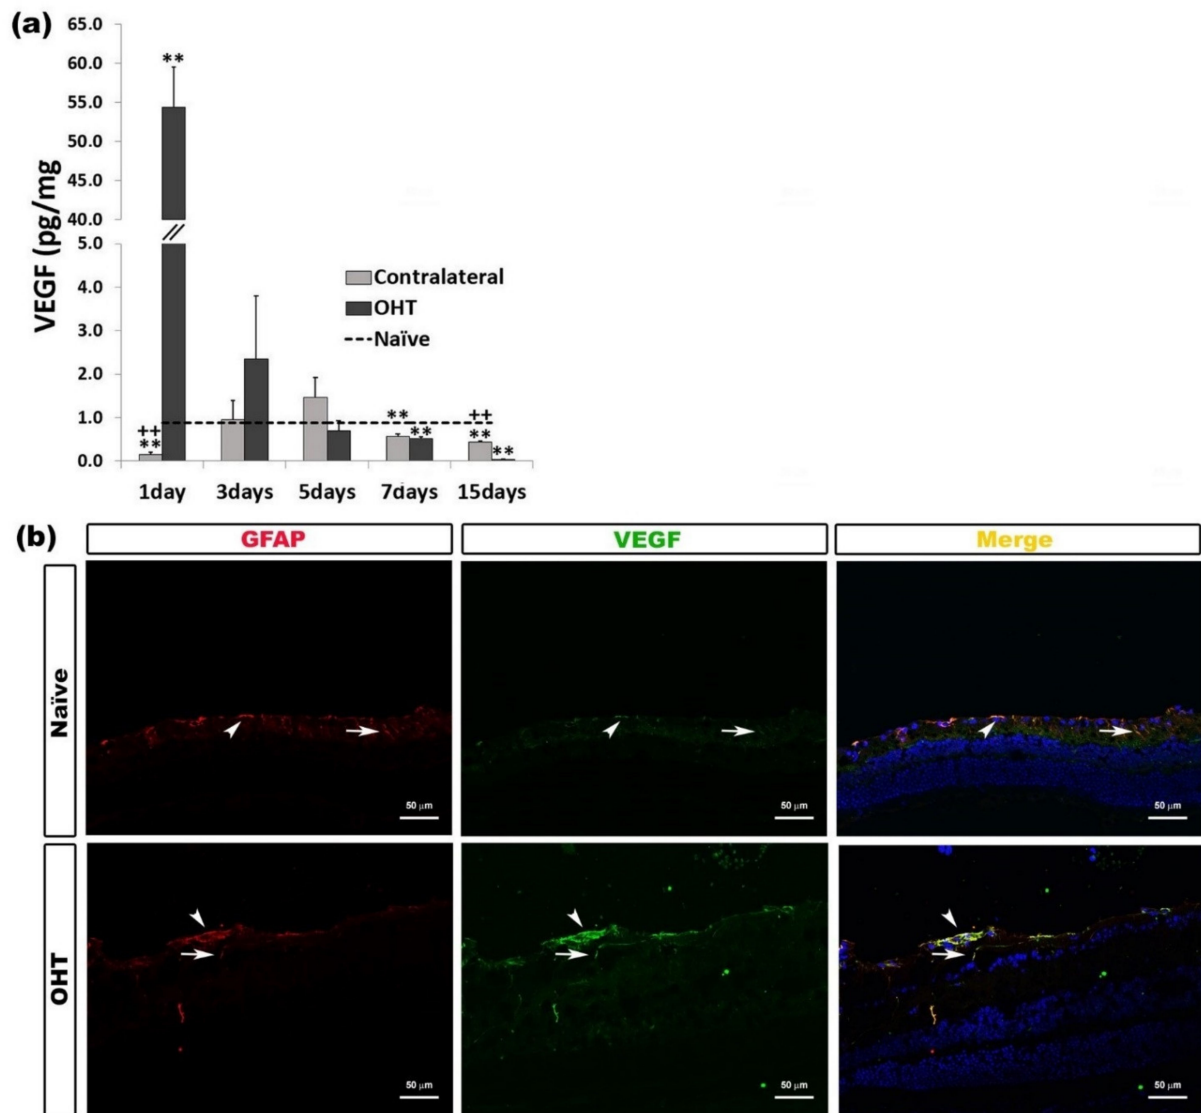 (a)
VEGF (pg/mg
65.0
60.0
55.0
50.0
45.0
40.0
5.0
4.0
3.0
2.0
1.0
0.0
**
Contralateral
OHT
Naïve
++
**
**
**
++
**
**
1day 3days 5days 7days 15days
(b)
GFAP VEGF Merge
Naïve
50 μm 50 μm 50 μm
OHT
50 μm 50 μm 50 μm